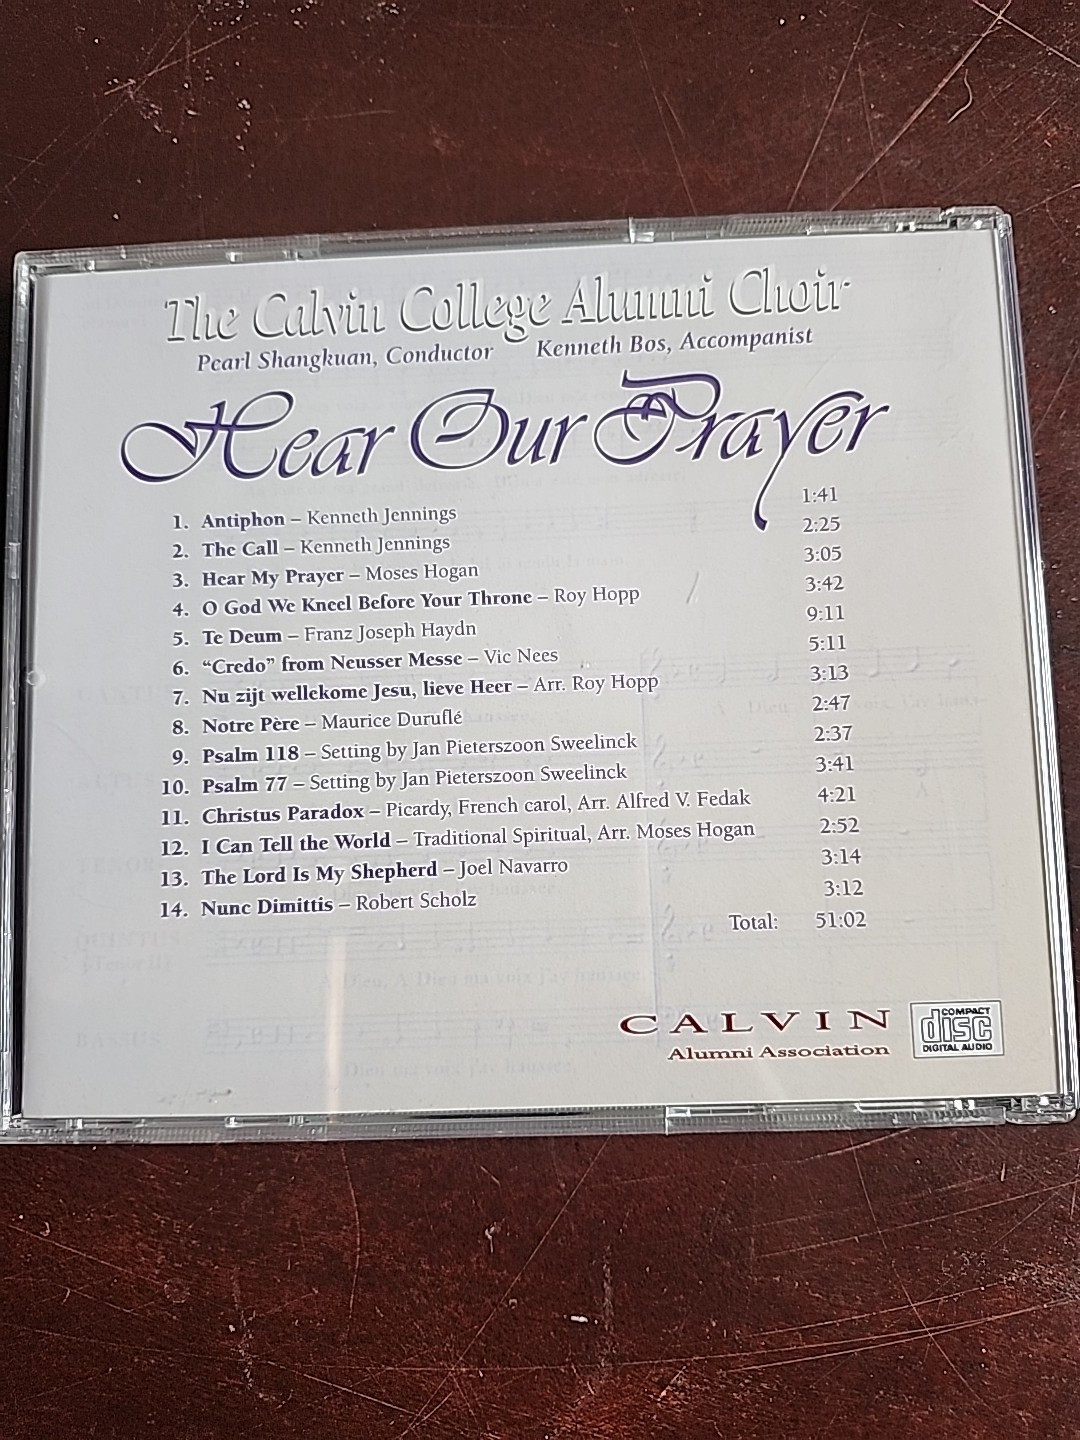 The Calvin College Alumni Choir
Pearl Shangkuan, Conductor Kenneth Bos, Accompanist
Hear Our Prayer
1. Antiphon – Kenneth Jennings 1:41
2. The Call – Kenneth Jennings 2:25
3. Hear My Prayer – Moses Hogan 3:05
4. O God We Kneel Before Your Throne – Roy Hopp 3:42
5. Te Deum – Franz Joseph Haydn 9:11
6. “Credo” from Neusser Messe – Vic Nees 5:11
7. Nu zijt wellekome Jesu, lieve Heer – Arr. Roy Hopp 3:13
8. Notre Père – Maurice Duruflé 2:47
9. Psalm 118 – Setting by Jan Pieterszoon Sweelinck 2:37
10. Psalm 77 – Setting by Jan Pieterszoon Sweelinck 3:41
11. Christus Paradox – Picardy, French carol, Arr. Alfred V. Fedak 4:21
12. I Can Tell the World – Traditional Spiritual, Arr. Moses Hogan 2:52
13. The Lord Is My Shepherd – Joel Navarro 3:14
14. Nunc Dimittis – Robert Scholz 3:12
Total: 51:02
QUINTUS
BASSUS
CALVIN
Alumni Association
COMPACT
disc
DIGITAL AUDIO